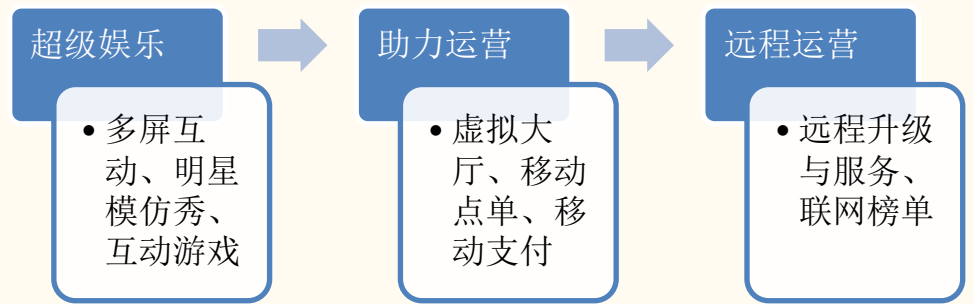 超级娱乐
• 多屏互
动、明星
模仿秀、
互动游戏
助力运营
• 虚拟大
厅、移动
点单、移
动支付
远程运营
• 远程升级
与服务、
联网榜单